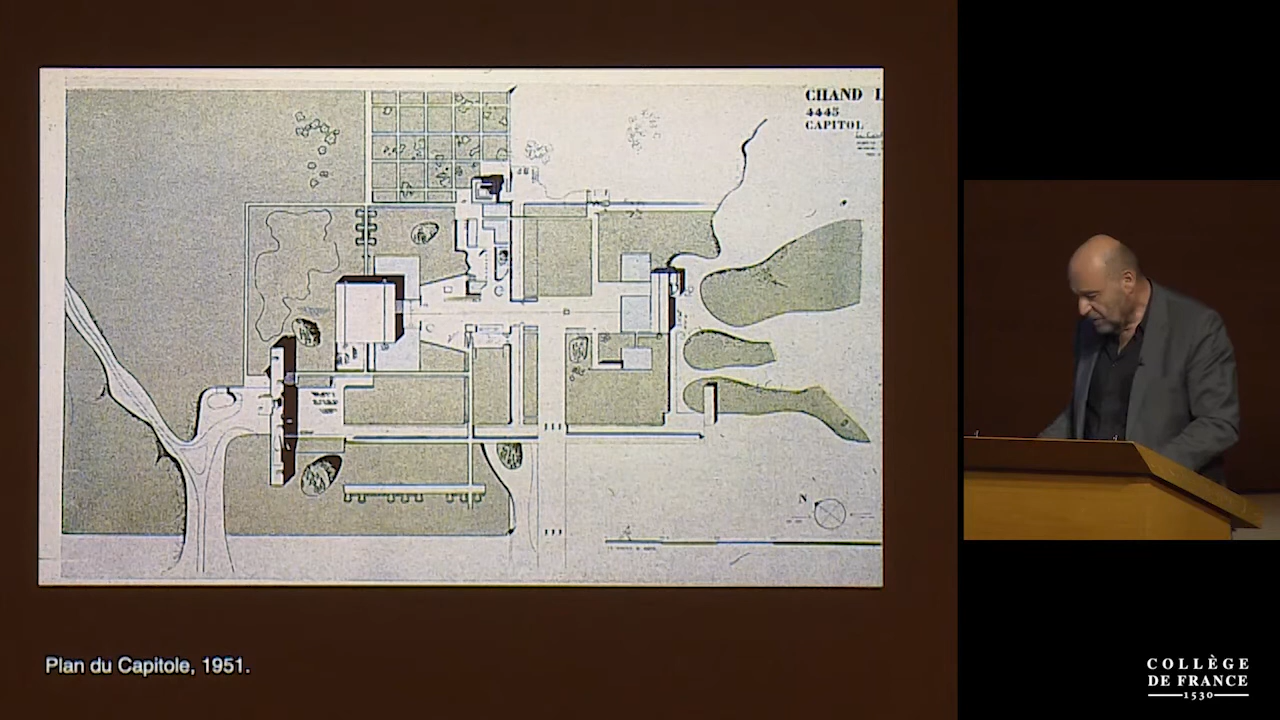 CHAND
4445
CAPITOL
N
Plan du Capitole, 1951.
COLLÈGE
DE FRANCE
1530